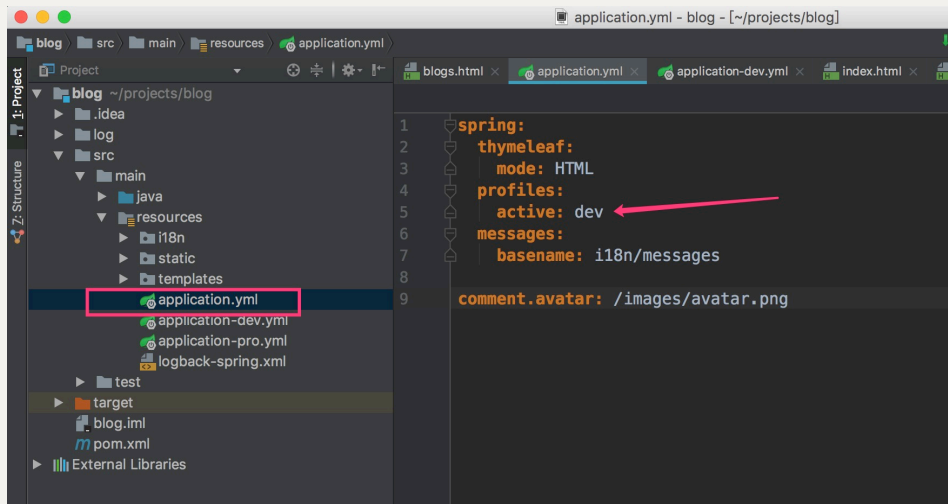 application.yml - blog - [~/projects/blog]
blog src main resources application.yml
1: Project
Z: Structure
Project
blog ~/projects/blog
.idea
log
src
main
java
resources
i18n
static
templates
application.yml
application-dev.yml
application-pro.yml
logback-spring.xml
test
target
blog.iml
pom.xml
External Libraries
blogs.html × application.yml × application-dev.yml × index.html ×
1 spring:
2 thymeleaf:
3 mode: HTML
4 profiles:
5 active: dev
6 messages:
7 basename: i18n/messages
8
9 comment.avatar: /images/avatar.png